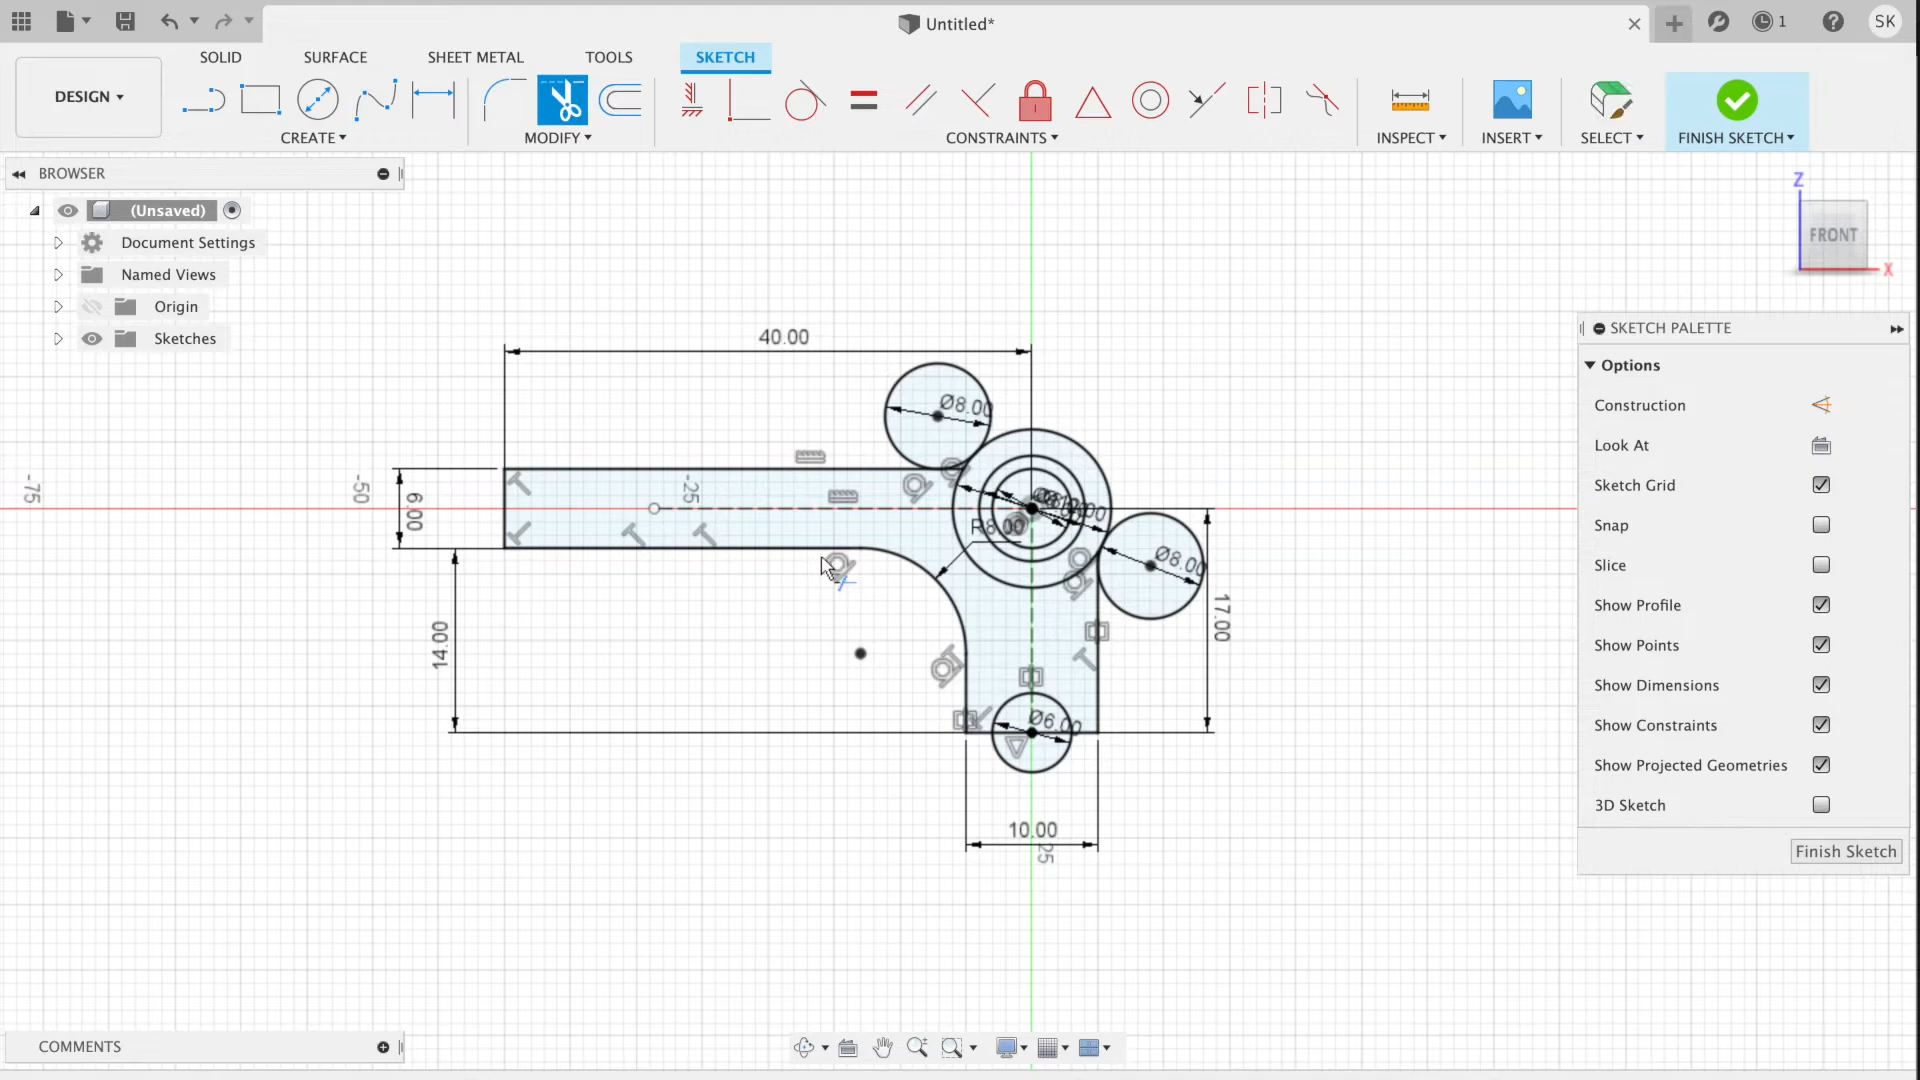 Untitled*
1
SK
SOLID
SURFACE
SHEET METAL
TOOLS
SKETCH
DESIGN
CREATE
MODIFY
CONSTRAINTS
INSPECT
INSERT
SELECT
FINISH SKETCH
BROWSER
(Unsaved)
Document Settings
Named Views
Origin
Sketches
Z
FRONT
X
SKETCH PALETTE
Options
Construction
Look At
Sketch Grid
Snap
Slice
Show Profile
Show Points
Show Dimensions
Show Constraints
Show Projected Geometries
3D Sketch
Finish Sketch
40.00
Ø8.00
-75
-50
-25
6.00
R8.00
Ø8.00
17.00
14.00
Ø6.00
10.00
25
COMMENTS